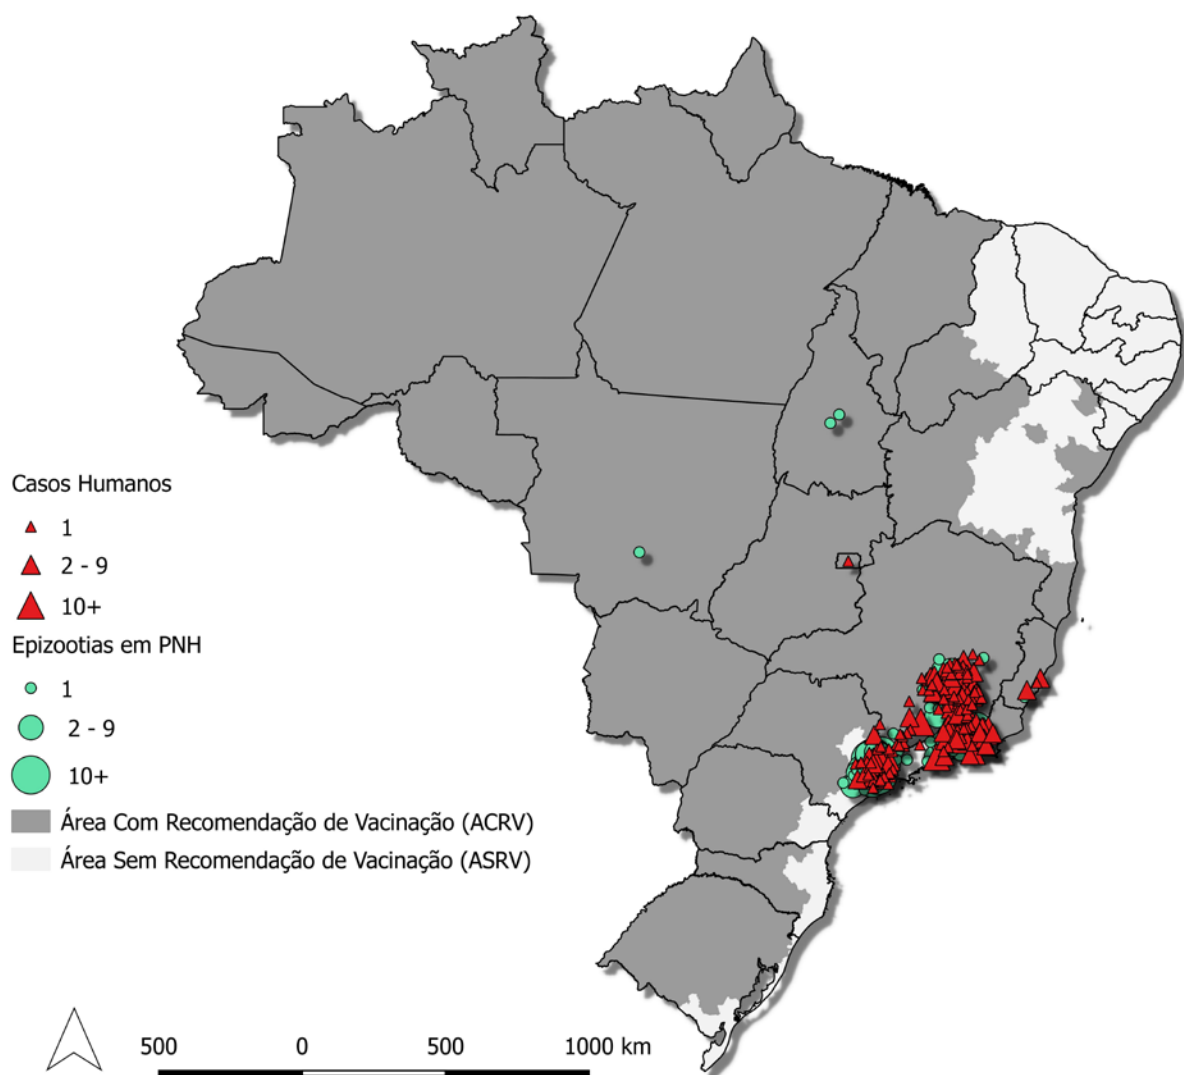 Casos Humanos
1
2 - 9
10+
Epizootias em PNH
1
2 - 9
10+
Área Com Recomendação de Vacinação (ACRV)
Área Sem Recomendação de Vacinação (ASRV)
500 0 500 1000 km